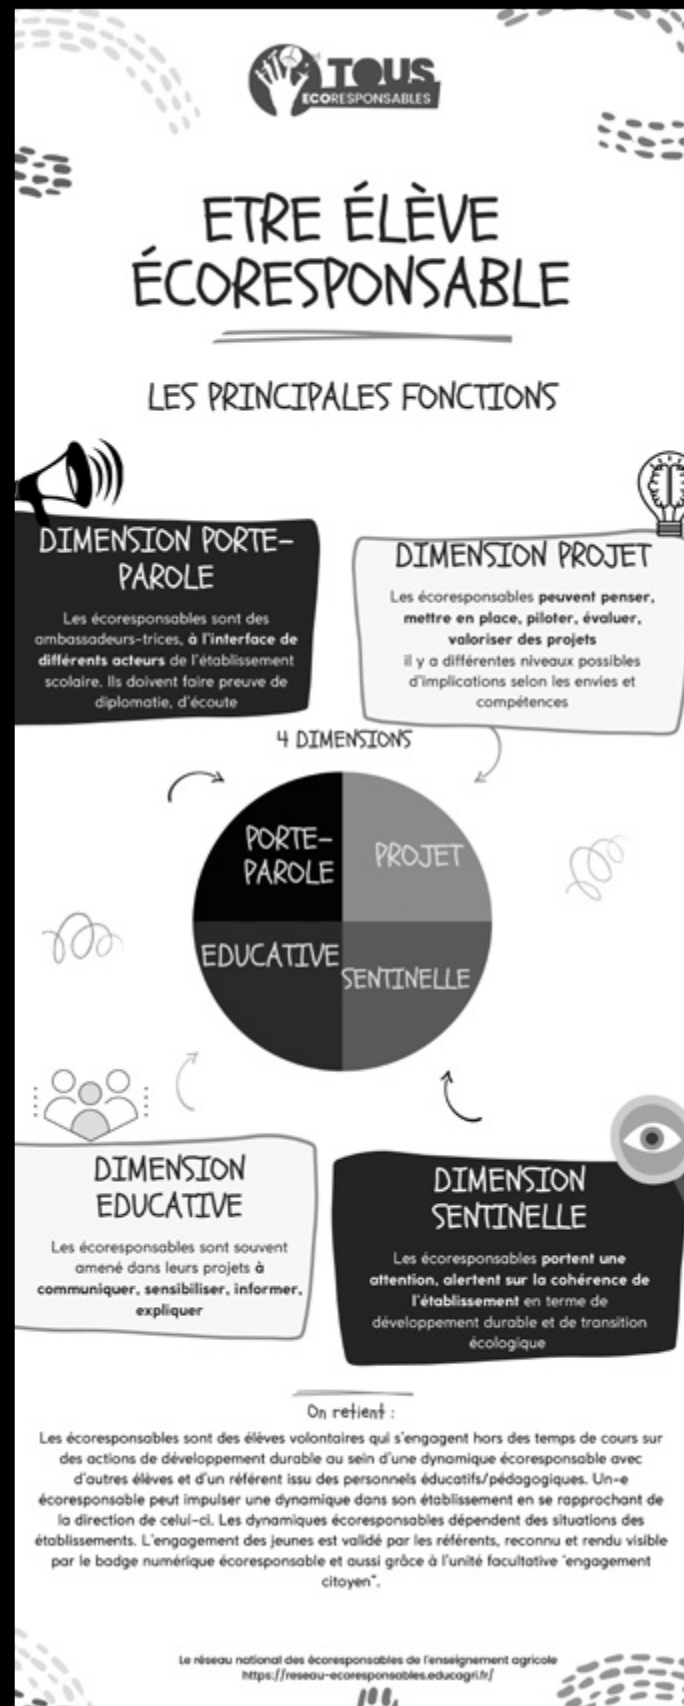 TOUS
ECORESPONSABLES
ETRE ÉLÈVE
ÉCORESPONSABLE
LES PRINCIPALES FONCTIONS
DIMENSION PORTE-
PAROLE
Les écoresponsables sont des
ambassadeurs-trices, à l'interface de
différents acteurs de l'établissement
scolaire. Ils doivent faire preuve de
diplomatie, d'écoute
DIMENSION PROJET
Les écoresponsables peuvent penser,
mettre en place, piloter, évaluer,
valoriser des projets
il y a différentes niveaux possibles
d'implications selon les envies et
compétences
4 DIMENSIONS
PORTE-
PAROLE
PROJET
EDUCATIVE
SENTINELLE
DIMENSION
EDUCATIVE
Les écoresponsables sont souvent
amené dans leurs projets à
communiquer, sensibiliser, informer,
expliquer
DIMENSION
SENTINELLE
Les écoresponsables portent une
attention, alertent sur la cohérence de
l'établissement en terme de
développement durable et de transition
écologique
On retient :
Les écoresponsables sont des élèves volontaires qui s'engagent hors des temps de cours sur
des actions de développement durable au sein d'une dynamique écoresponsable avec
d'autres élèves et d'un référent issu des personnels éducatifs/pédagogiques. Un-e
écoresponsable peut impulser une dynamique dans son établissement en se rapprochant de
la direction de celui-ci. Les dynamiques écoresponsables dépendent des situations des
établissements. L'engagement des jeunes est validé par les référents, reconnu et rendu visible
par le badge numérique écoresponsable et aussi grâce à l'unité facultative "engagement
citoyen".
Le réseau national des écoresponsables de l'enseignement agricole
https://reseau-ecoresponsables.educagri.fr/